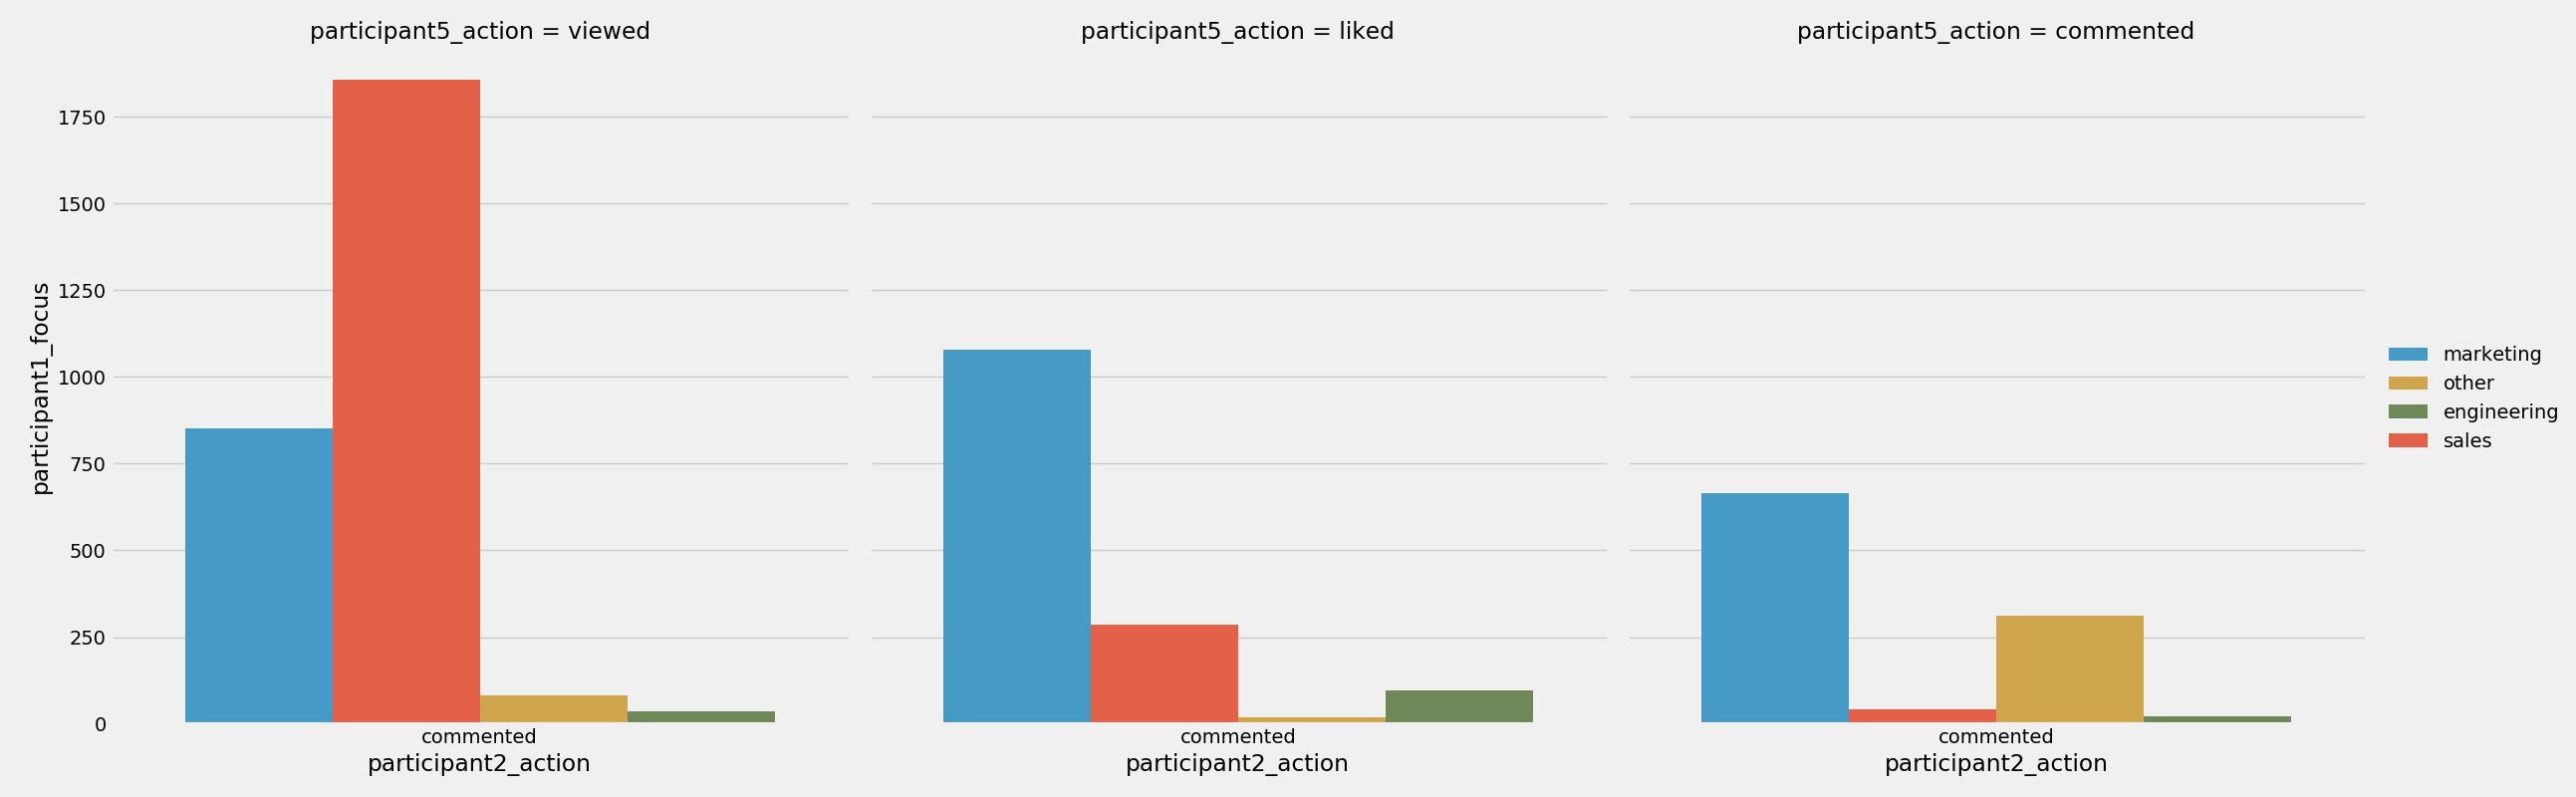 participant5_action = viewed
participant5_action = liked
participant5_action = commented
participant1_focus
1750
1500
1250
1000
750
500
250
0
commented
commented
commented
participant2_action
participant2_action
participant2_action
marketing
other
engineering
sales